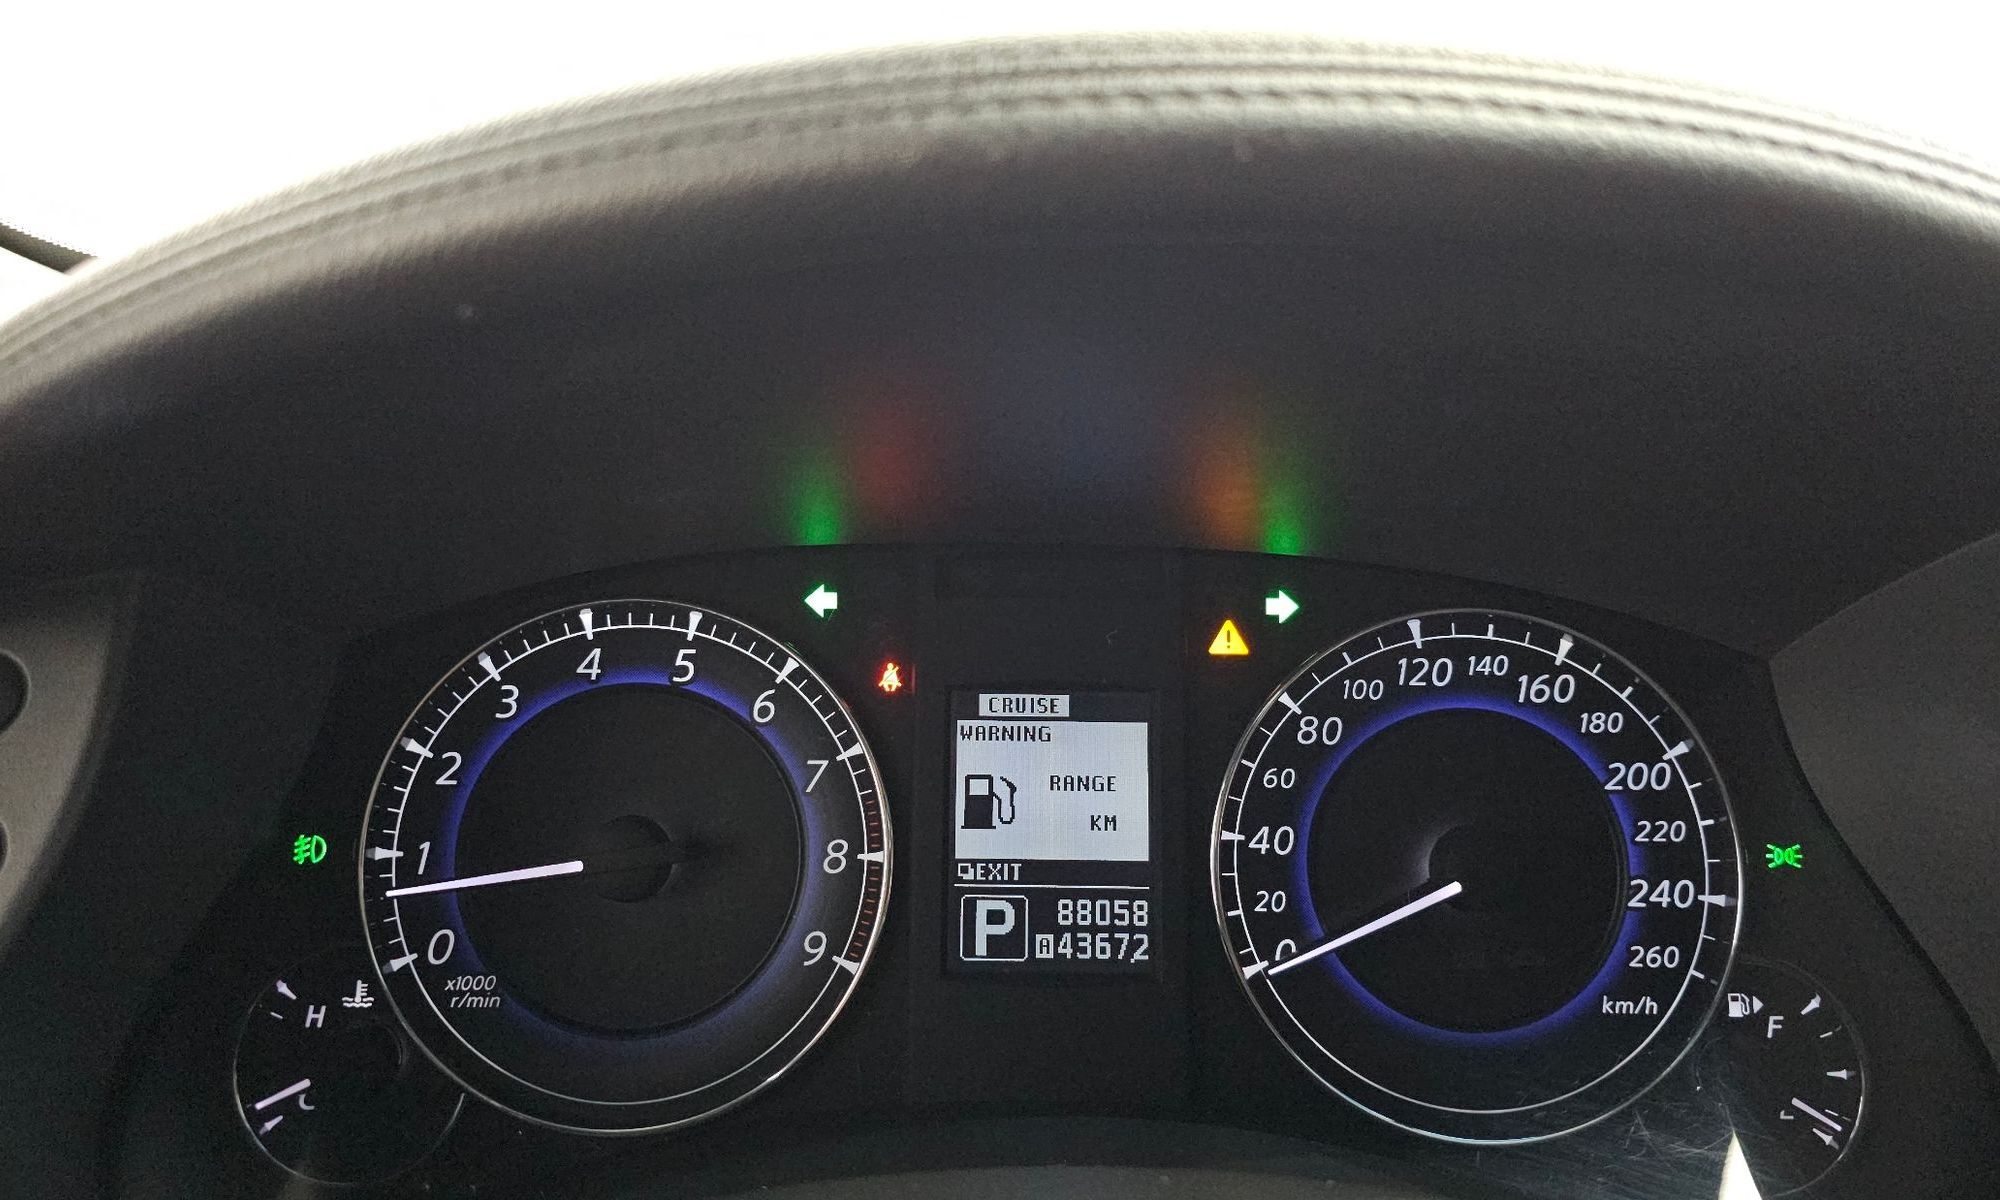 4 5
3 6
2 7
1 8
0 9
x1000
r/min
H
C
CRUISE
WARNING
RANGE
KM
EXIT
P 88058
A 43672
120 140
100 160
80 180
60 200
40 220
20 240
0 260
km/h
F